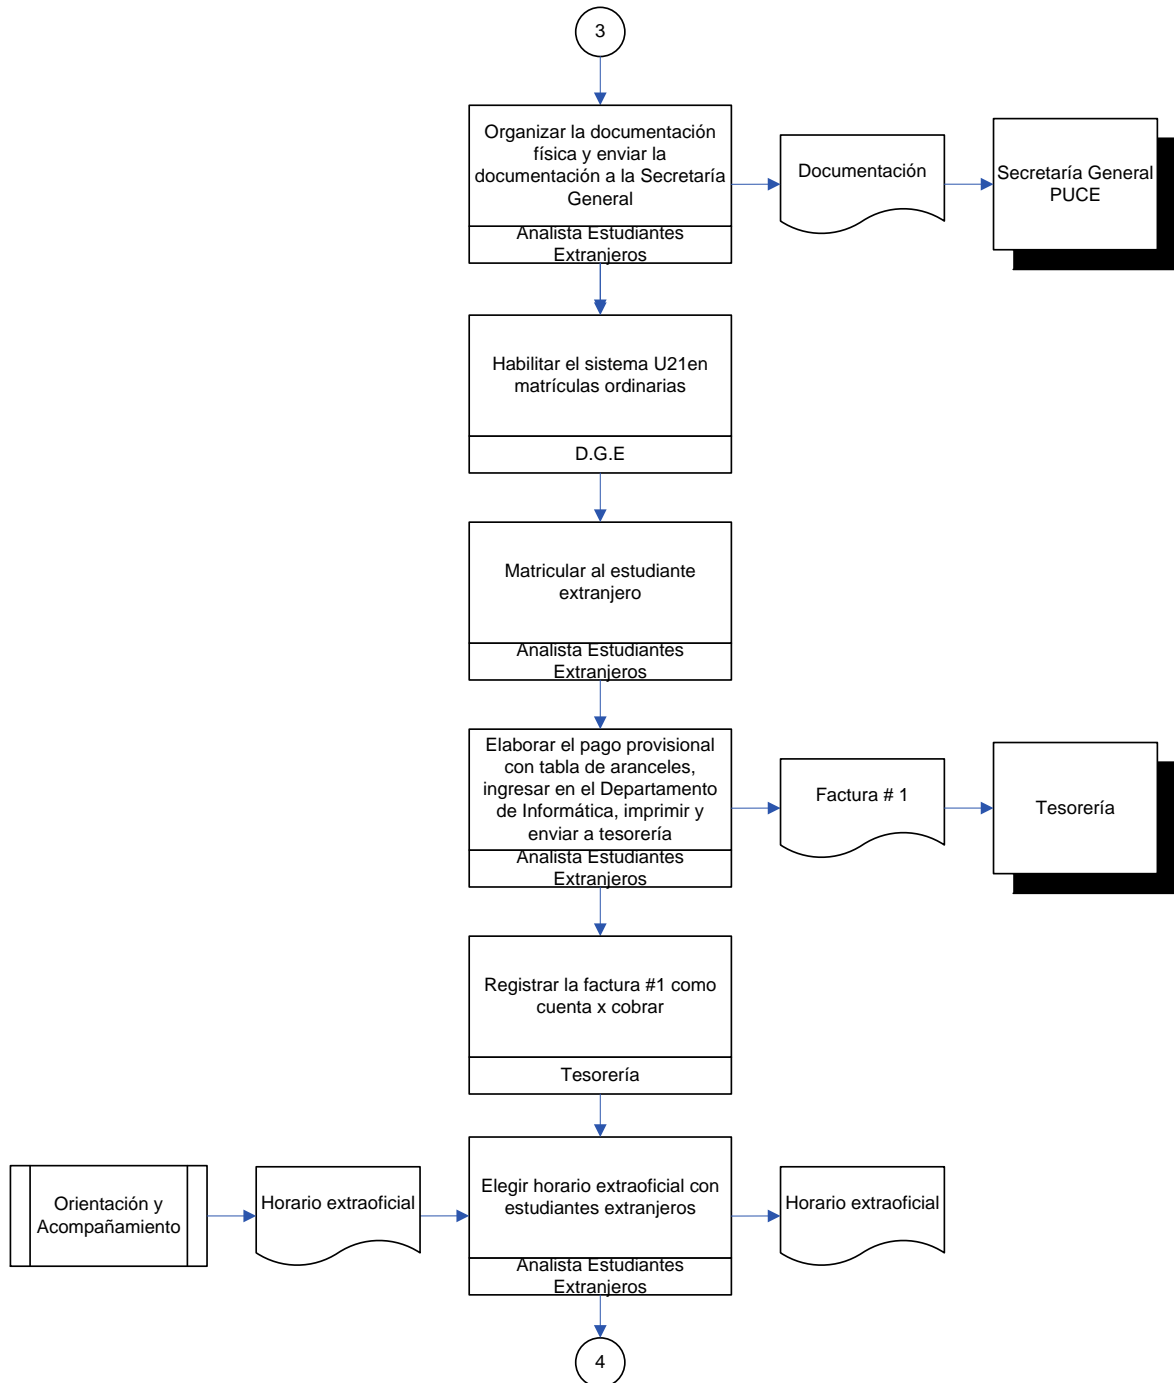 3
Organizar la documentación
física y enviar la
documentación a la Secretaría
General
Analista Estudiantes
Extranjeros
Documentación
Secretaría General
PUCE
Habilitar el sistema U21en
matrículas ordinarias
D.G.E
Matricular al estudiante
extranjero
Analista Estudiantes
Extranjeros
Elaborar el pago provisional
con tabla de aranceles,
ingresar en el Departamento
de Informática, imprimir y
enviar a tesorería
Analista Estudiantes
Extranjeros
Factura # 1
Tesorería
Registrar la factura #1 como
cuenta x cobrar
Tesorería
Orientación y
Acompañamiento
Horario extraoficial
Elegir horario extraoficial con
estudiantes extranjeros
Analista Estudiantes
Extranjeros
Horario extraoficial
4